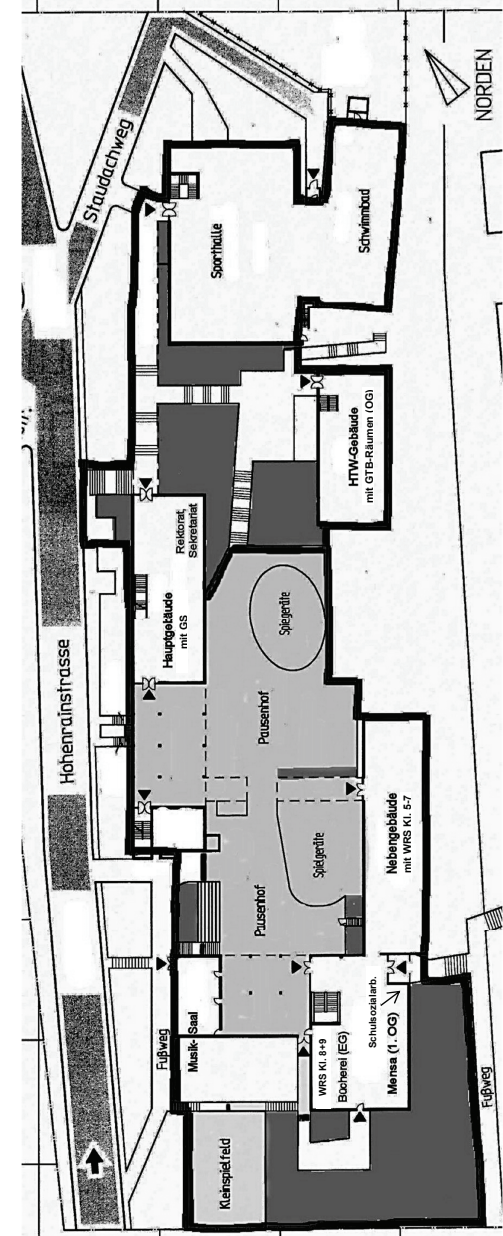 NORDEN
Staudachweg
Sporthalle
Schwimmbad
HTW-Gebäude
mit GTB-Räumen (OG)
Rektorat,
Sekretariat
Hauptgebäude
mit GS
Hohenrainstrasse
Spiegeräte
Pausenhof
Nebengebäude
mit WRS Kl. 5-7
Spielgeräte
Pausenhof
Fußweg
Musik- Saal
WRS Kl. 8+9
Bücherei (EG)
Schulsozialarb.
Mensa (1. OG)
Fußweg
Kleinspielfeld